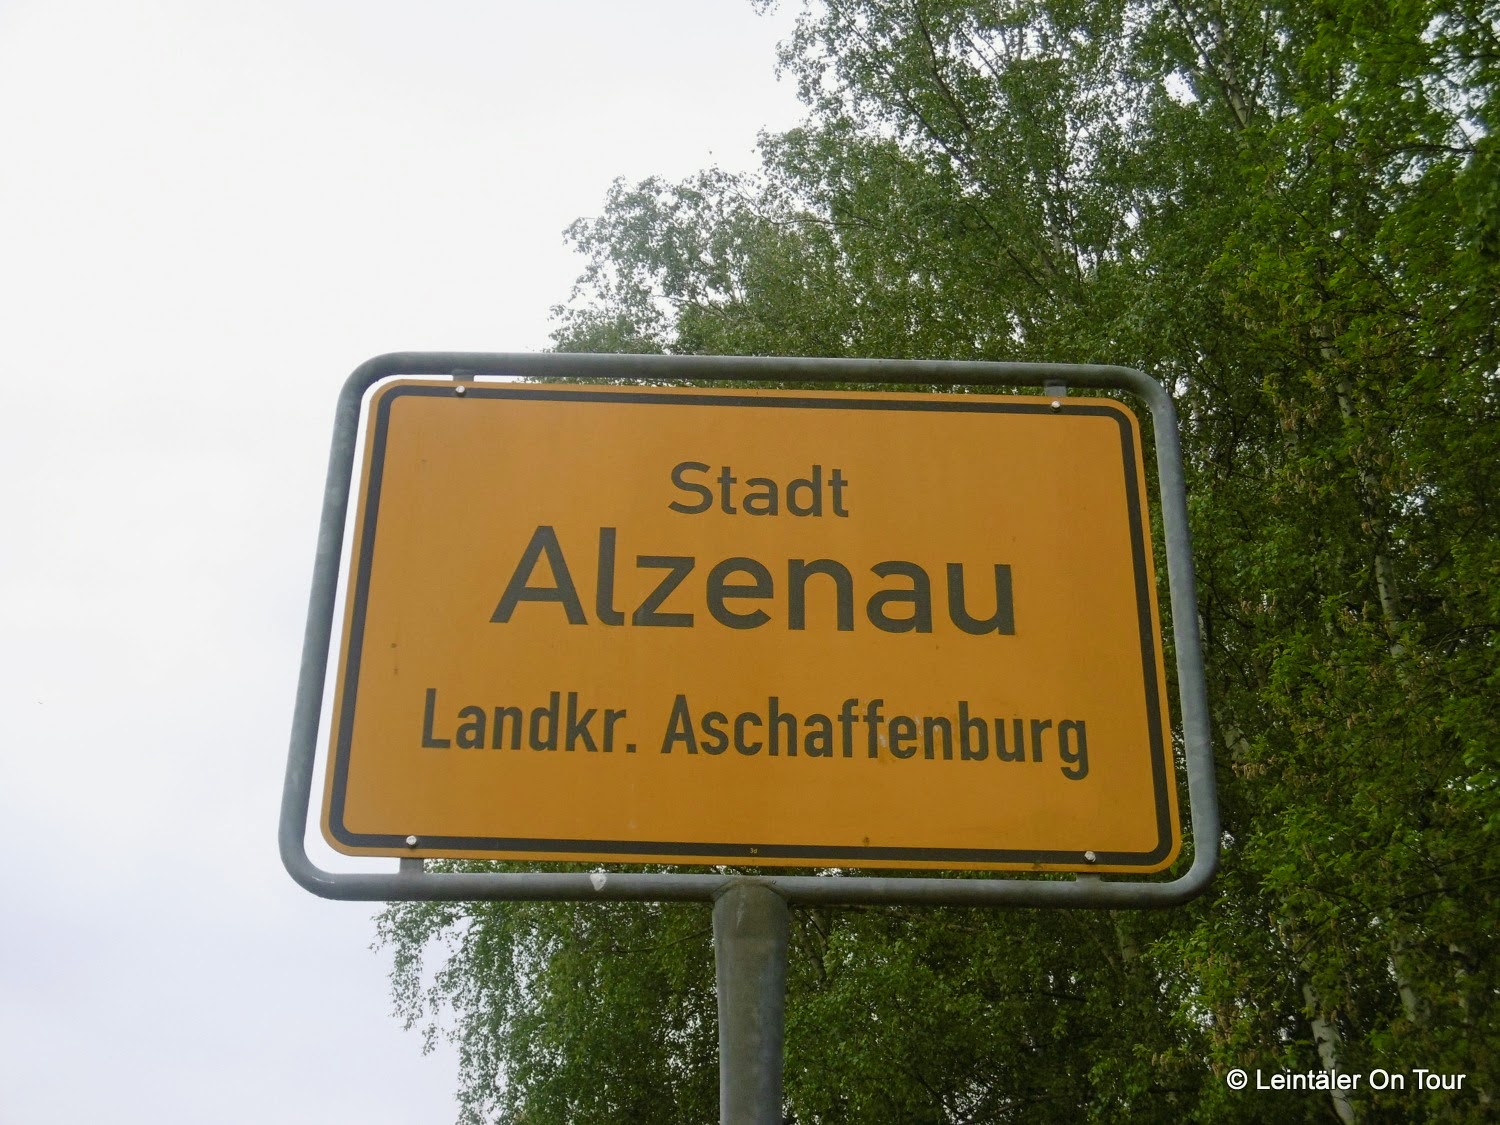 Stadt
Alzenau
Landkr. Aschaffenburg
© Leintäler On Tour